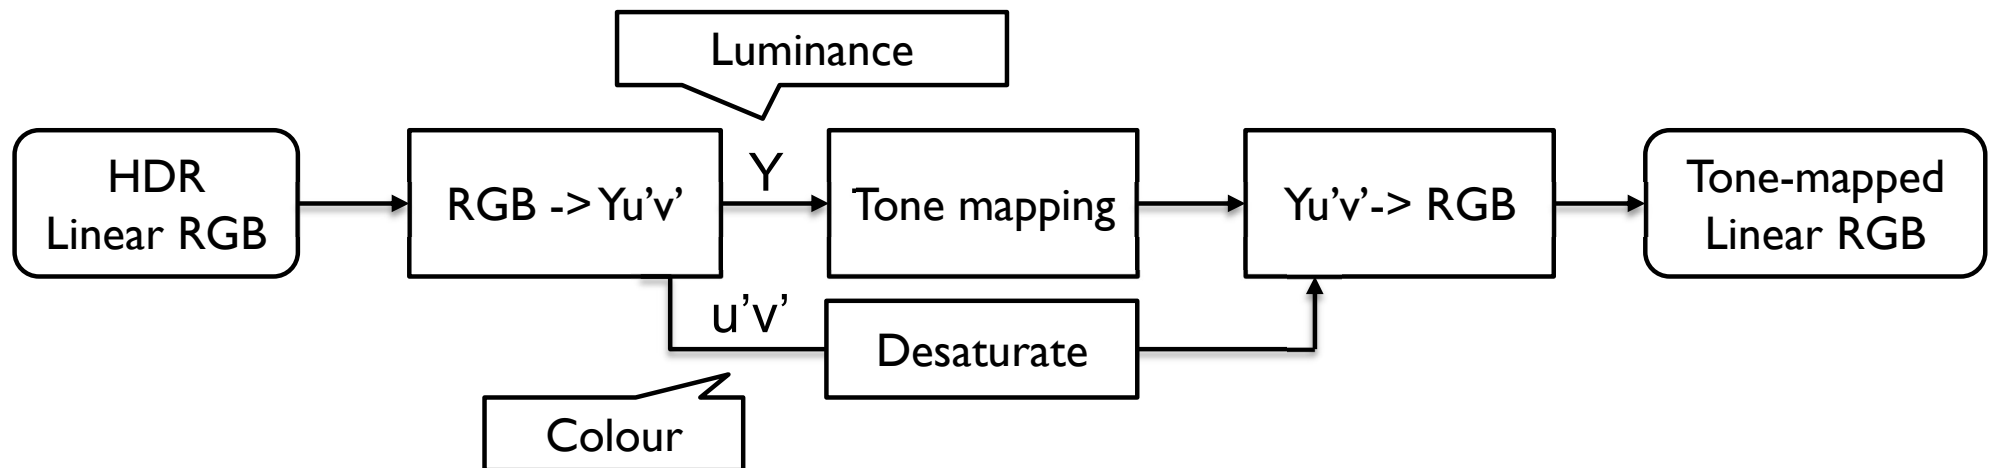 Luminance
HDR
Linear RGB
RGB -> Yu’v’
Y
Tone mapping
Yu’v’-> RGB
Tone-mapped
Linear RGB
u’v’
Desaturate
Colour